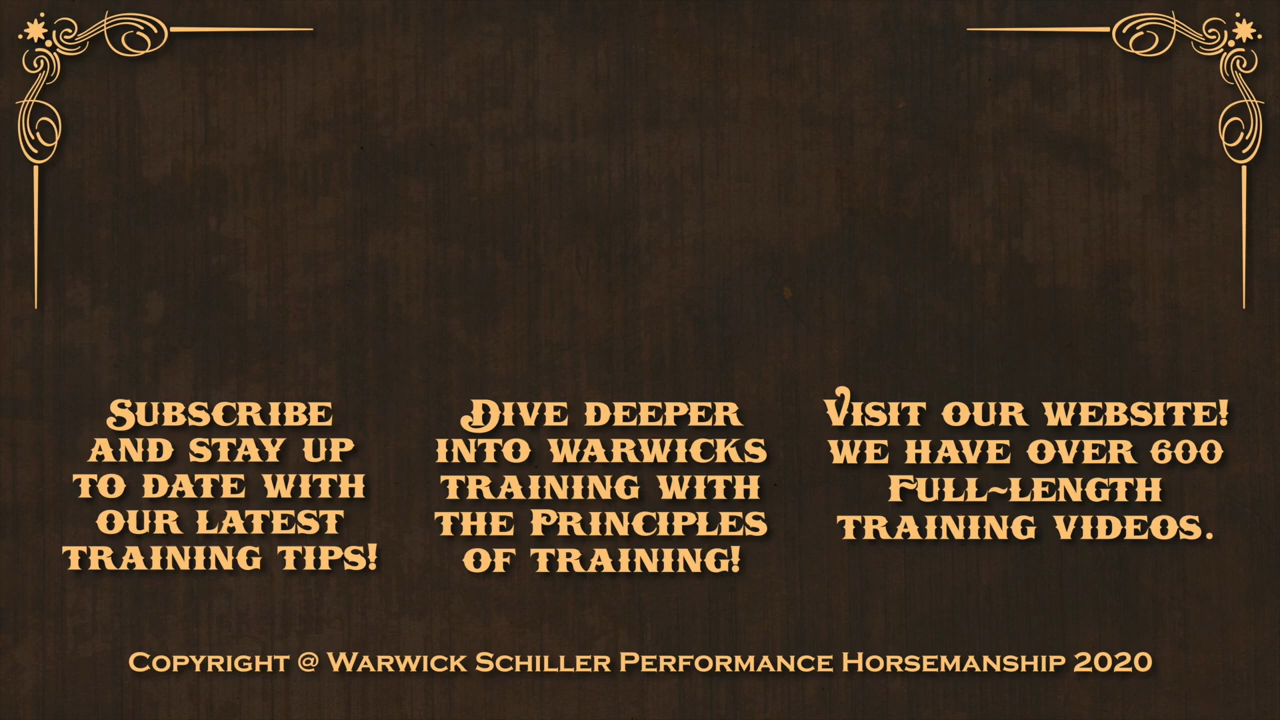 Subscribe
and stay up
to date with
our latest
training tips!
Dive deeper
into Warwicks
training with
the Principles
of training!
Visit our website!
We have over 600
Full~length
training videos.
Copyright @ Warwick Schiller Performance Horsemanship 2020